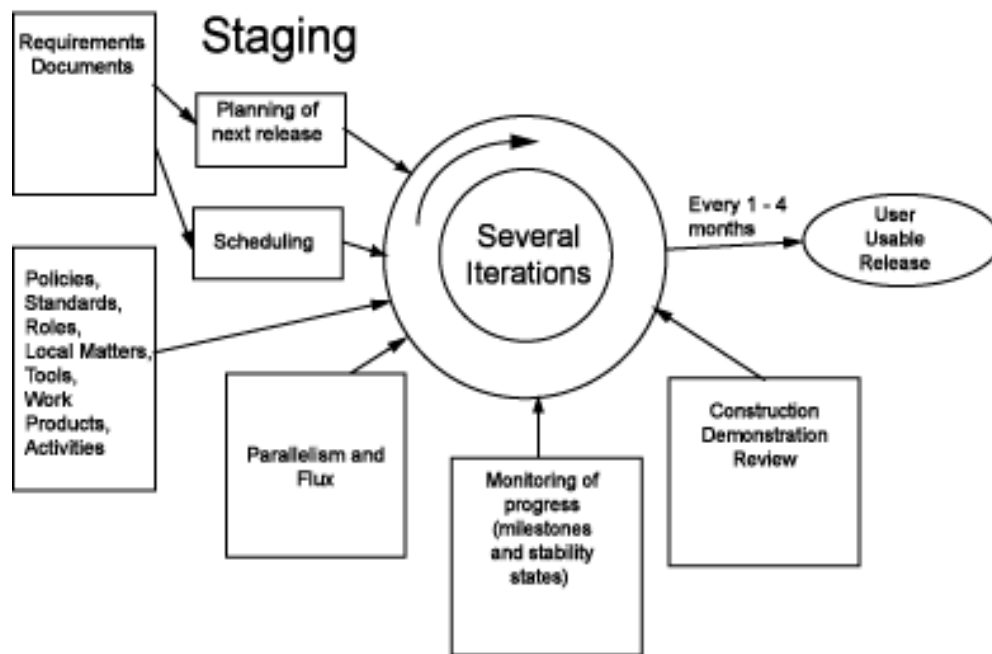 Staging
Requirements
Documents
Planning of
next release
Scheduling
Policies,
Standards,
Roles,
Local Matters,
Tools,
Work
Products,
Activities
Several
Iterations
Every 1 - 4
months
User
Usable
Release
Parallelism and
Flux
Monitoring of
progress
(milestones
and stability
states)
Construction
Demonstration
Review